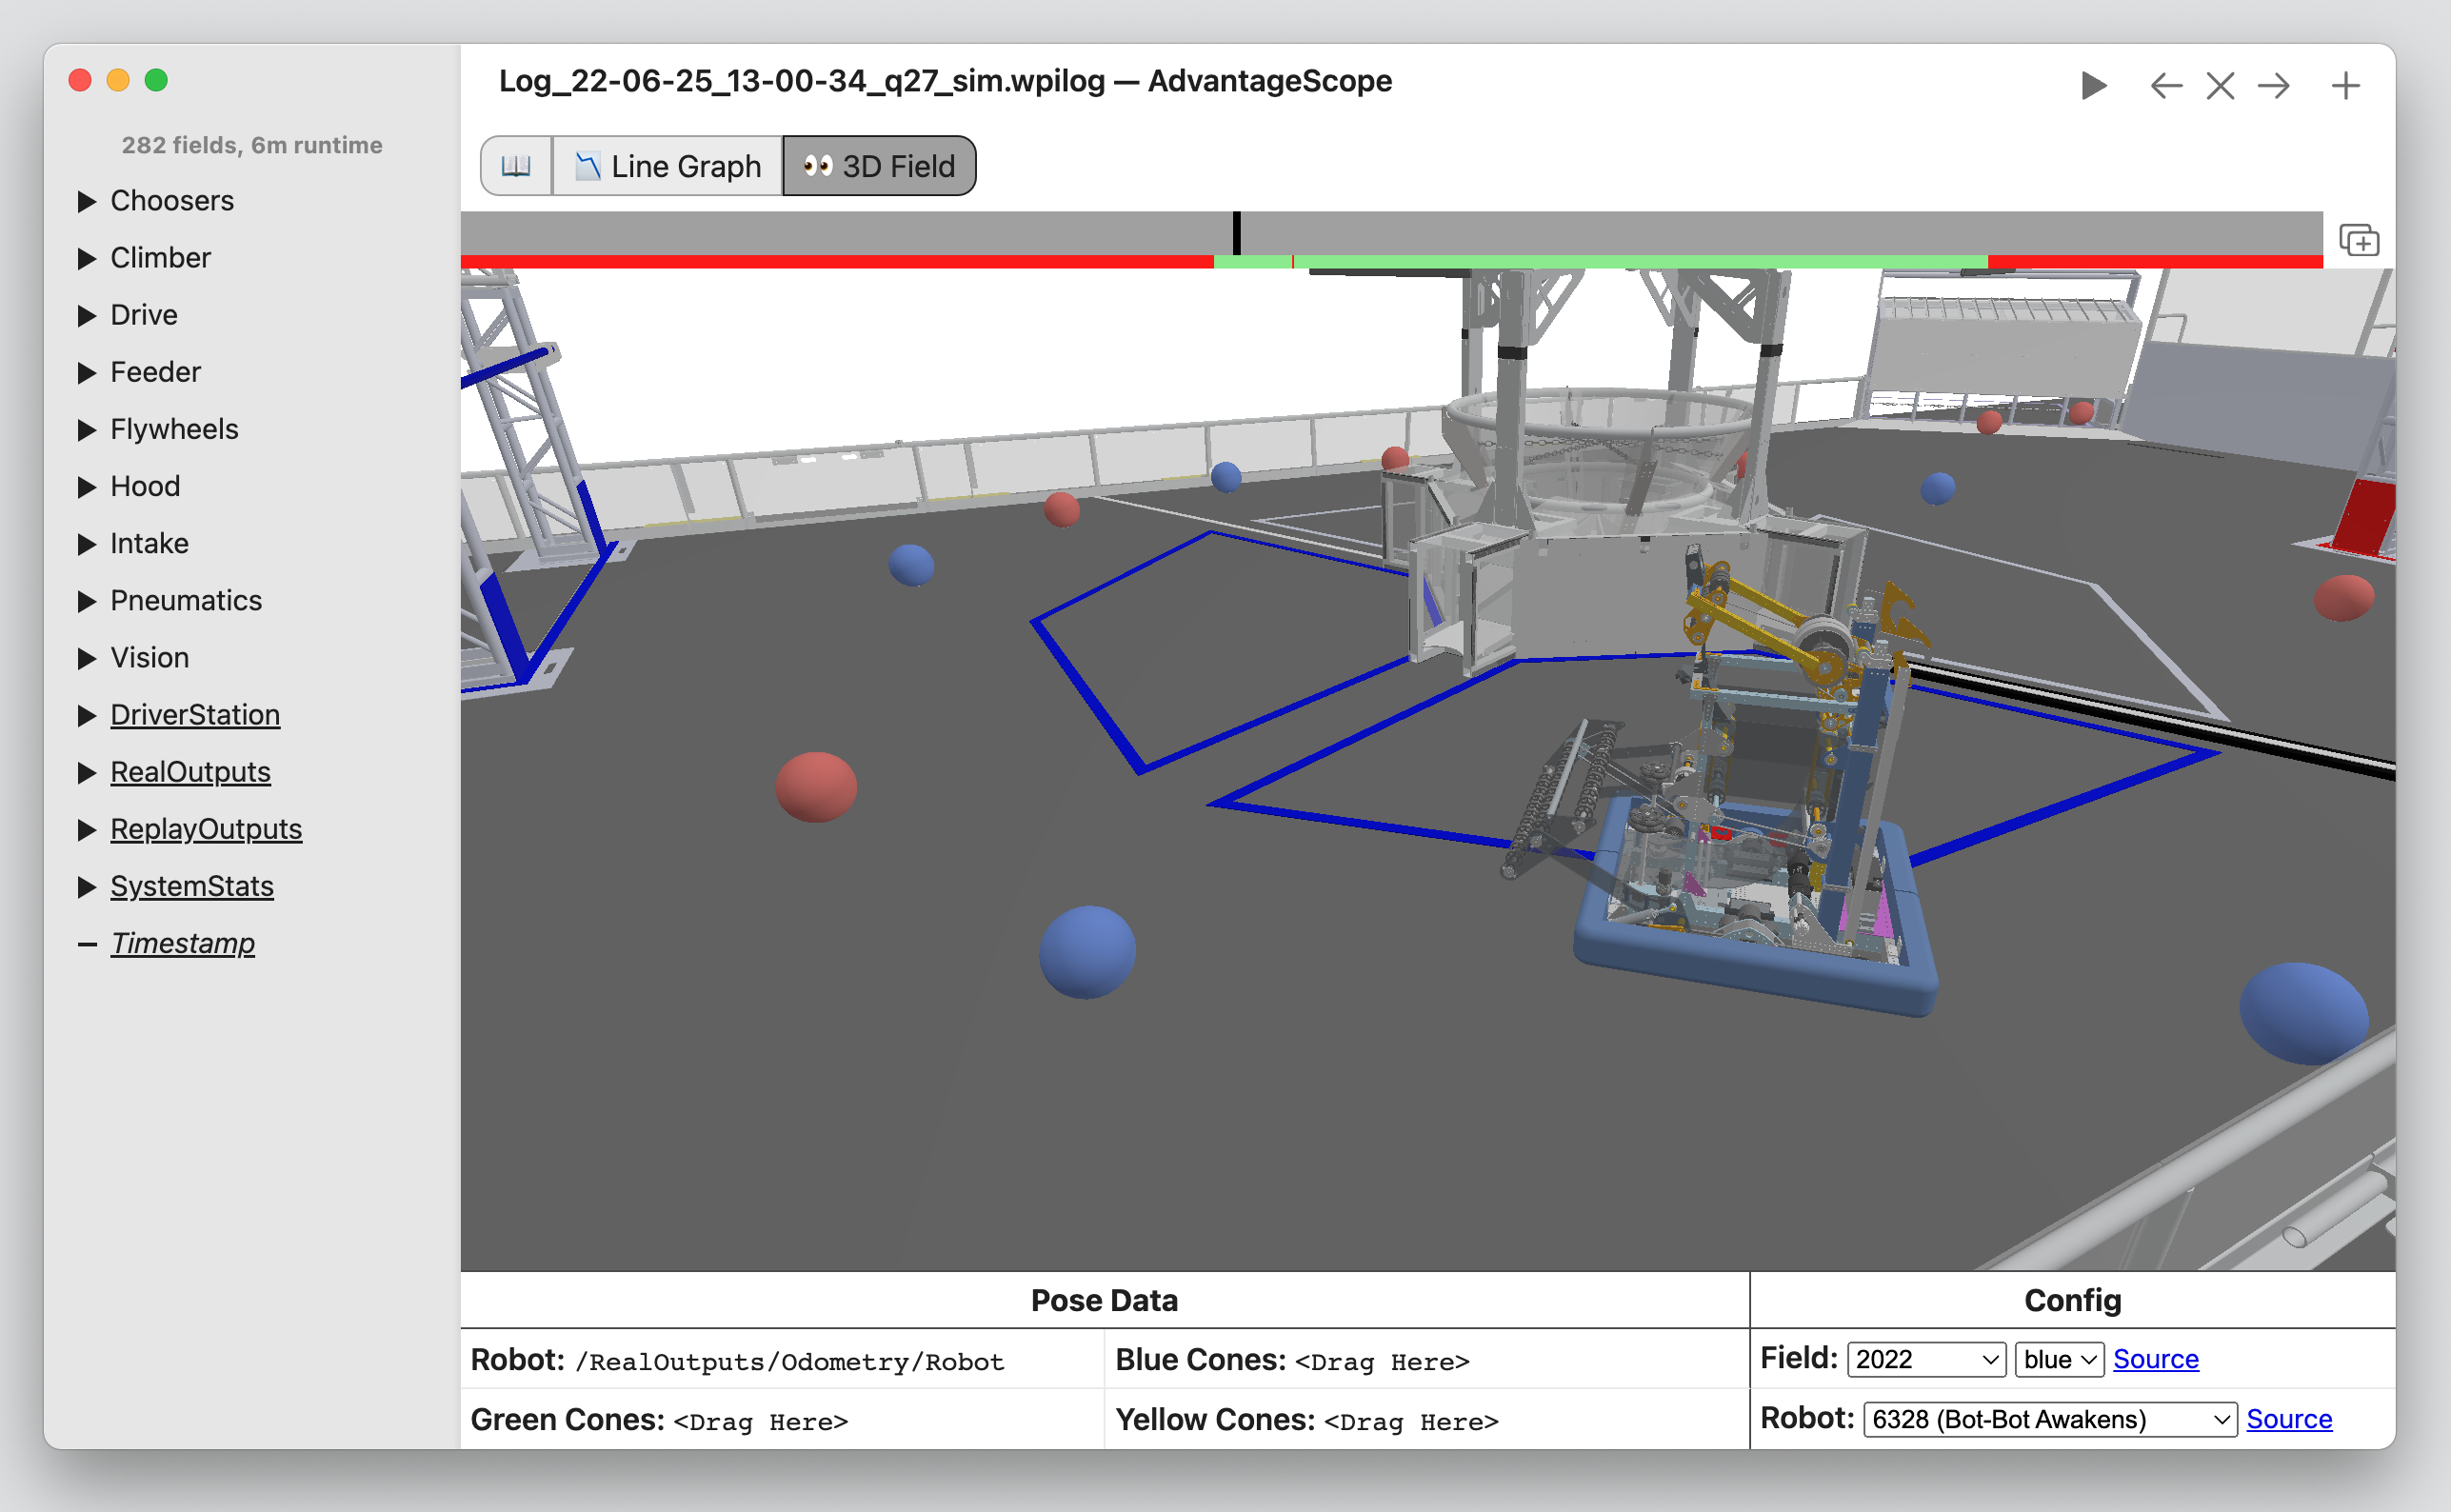 Log_22-06-25_13-00-34_q27_sim.wpilog — AdvantageScope
282 fields, 6m runtime
Choosers
Climber
Drive
Feeder
Flywheels
Hood
Intake
Pneumatics
Vision
DriverStation
RealOutputs
ReplayOutputs
SystemStats
Timestamp
Line Graph
3D Field
Pose Data
Config
Robot: /RealOutputs/Odometry/Robot
Blue Cones: <Drag Here>
Field: 2022 blue Source
Green Cones: <Drag Here>
Yellow Cones: <Drag Here>
Robot: 6328 (Bot-Bot Awakens) Source